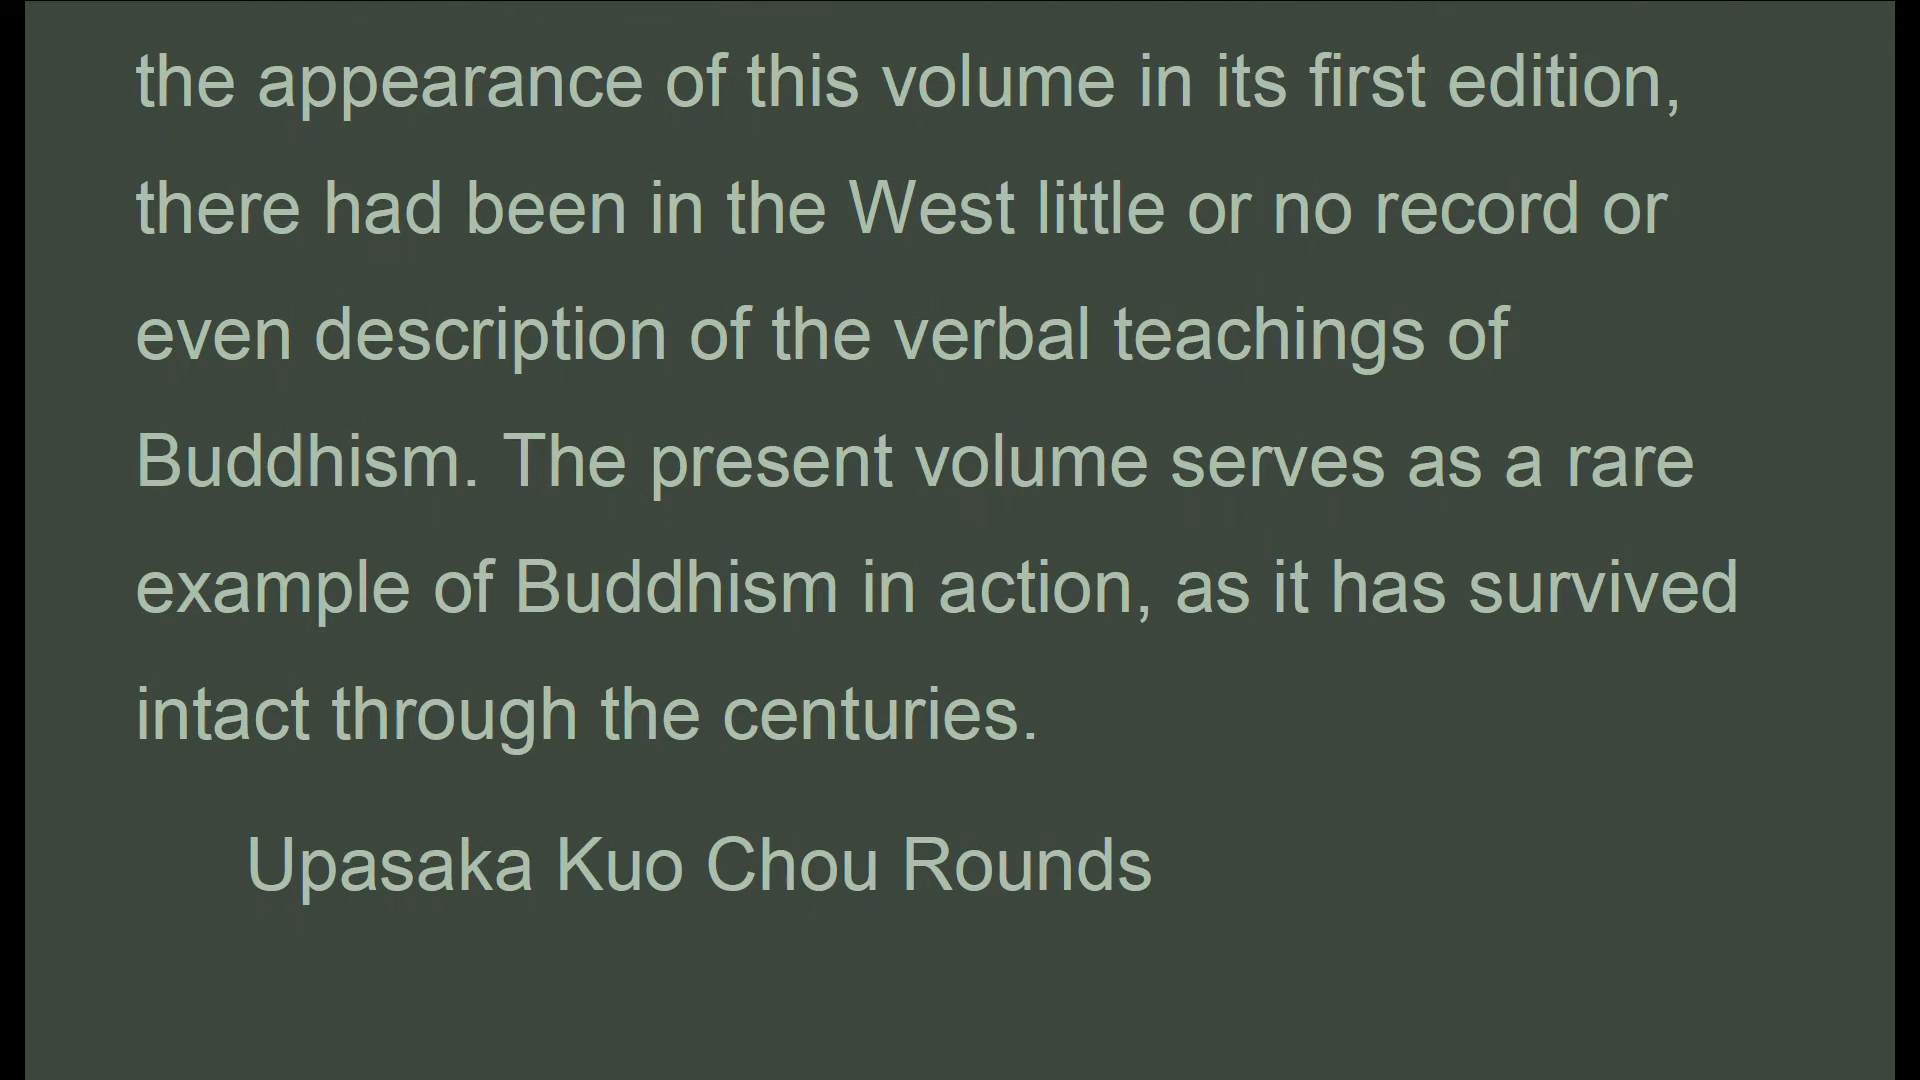 the appearance of this volume in its first edition,
there had been in the West little or no record or
even description of the verbal teachings of
Buddhism. The present volume serves as a rare
example of Buddhism in action, as it has survived
intact through the centuries.
Upasaka Kuo Chou Rounds